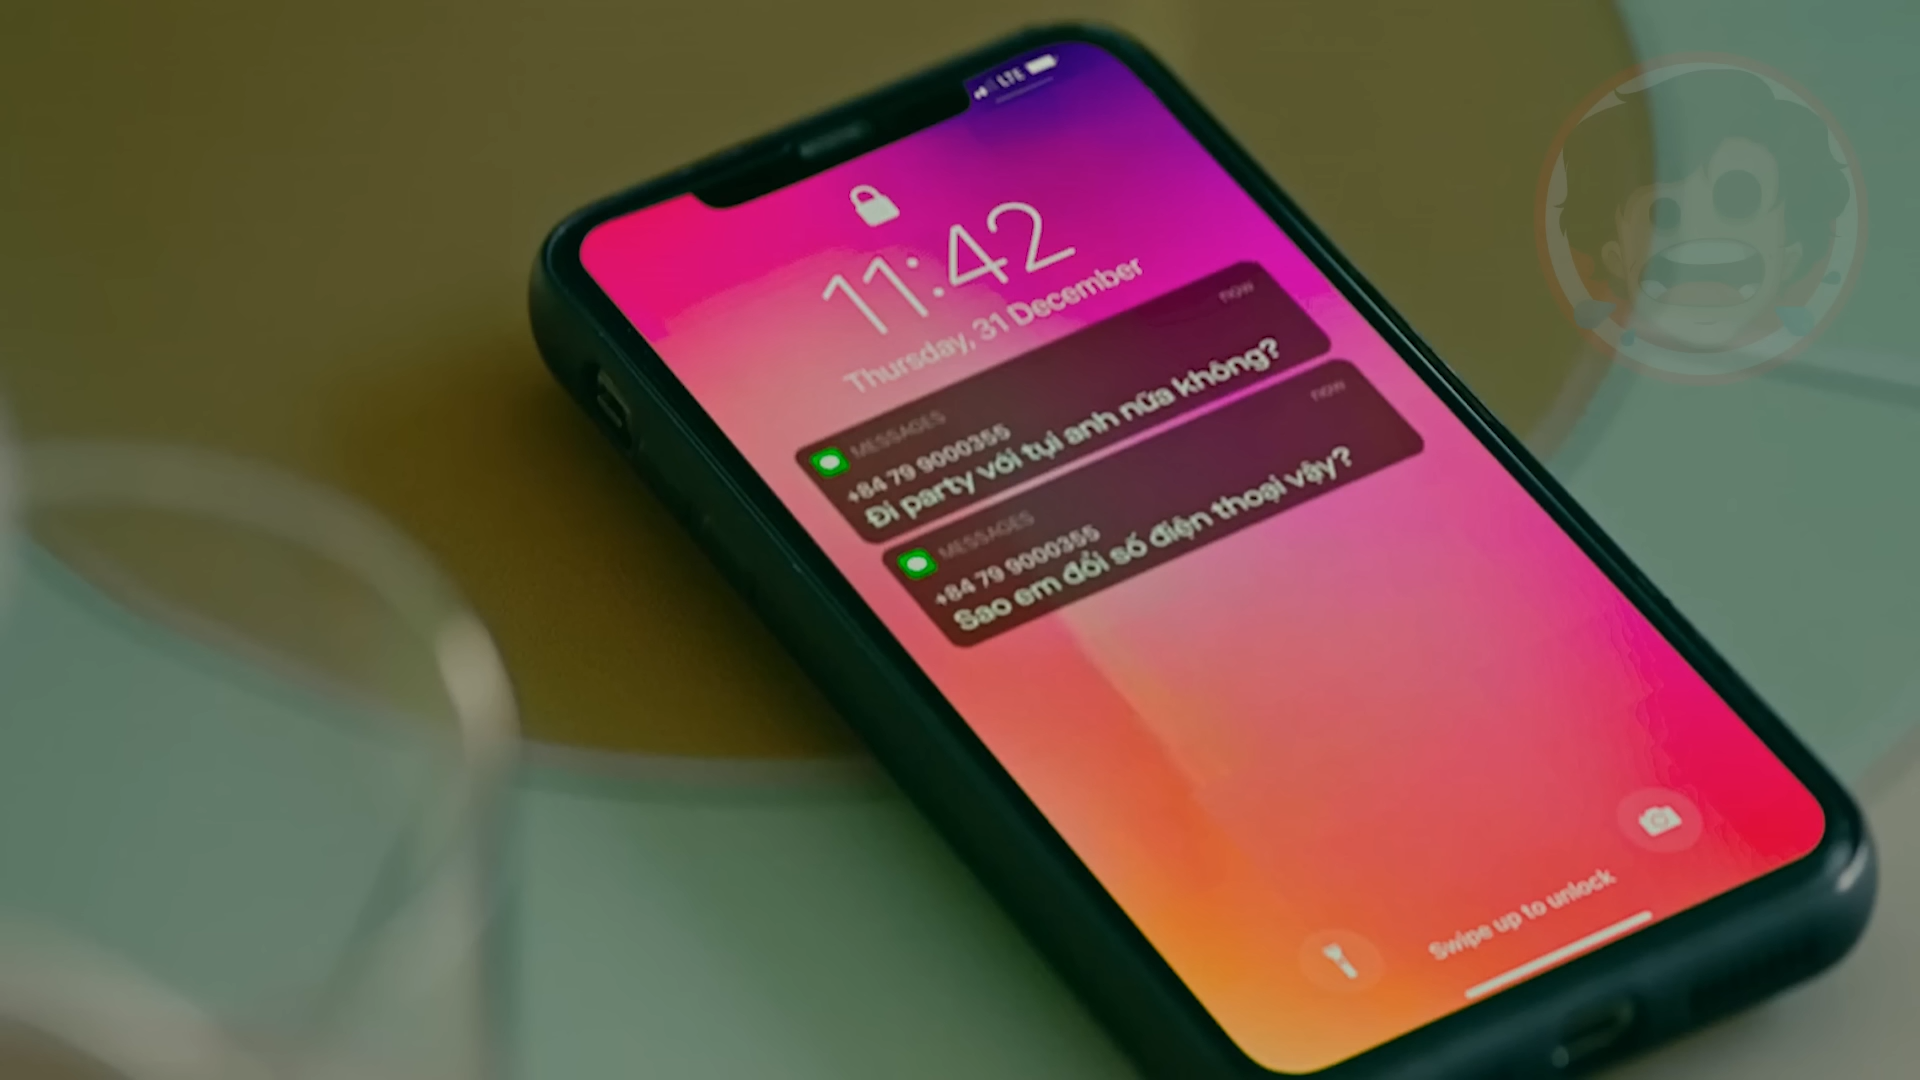 LTE
11:42
Thursday, 31 December
MESSAGES
now
+84 79 9000355
Đi party với tụi anh nữa không?
MESSAGES
now
+84 79 9000355
Sao em đổi số điện thoại vậy?
Swipe up to unlock